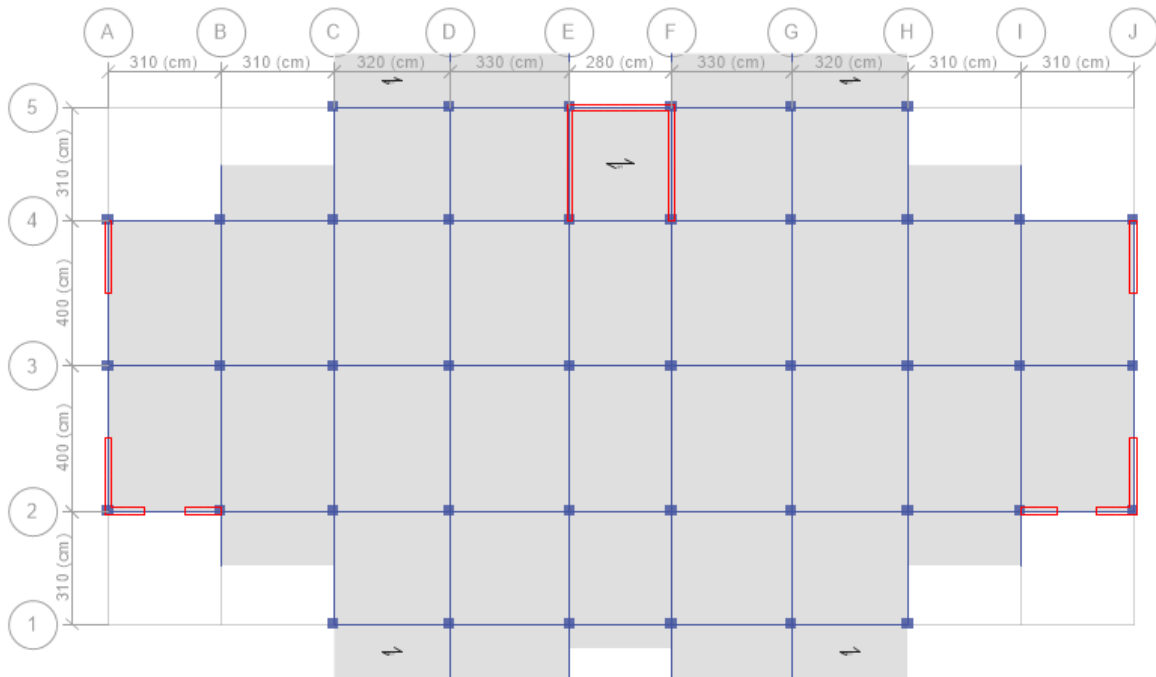 A B C D E F G H I J
310 (cm) 310 (cm) 320 (cm) 330 (cm) 280 (cm) 330 (cm) 320 (cm) 310 (cm) 310 (cm)
5
310 (cm)
4
400 (cm)
3
400 (cm)
2
310 (cm)
1